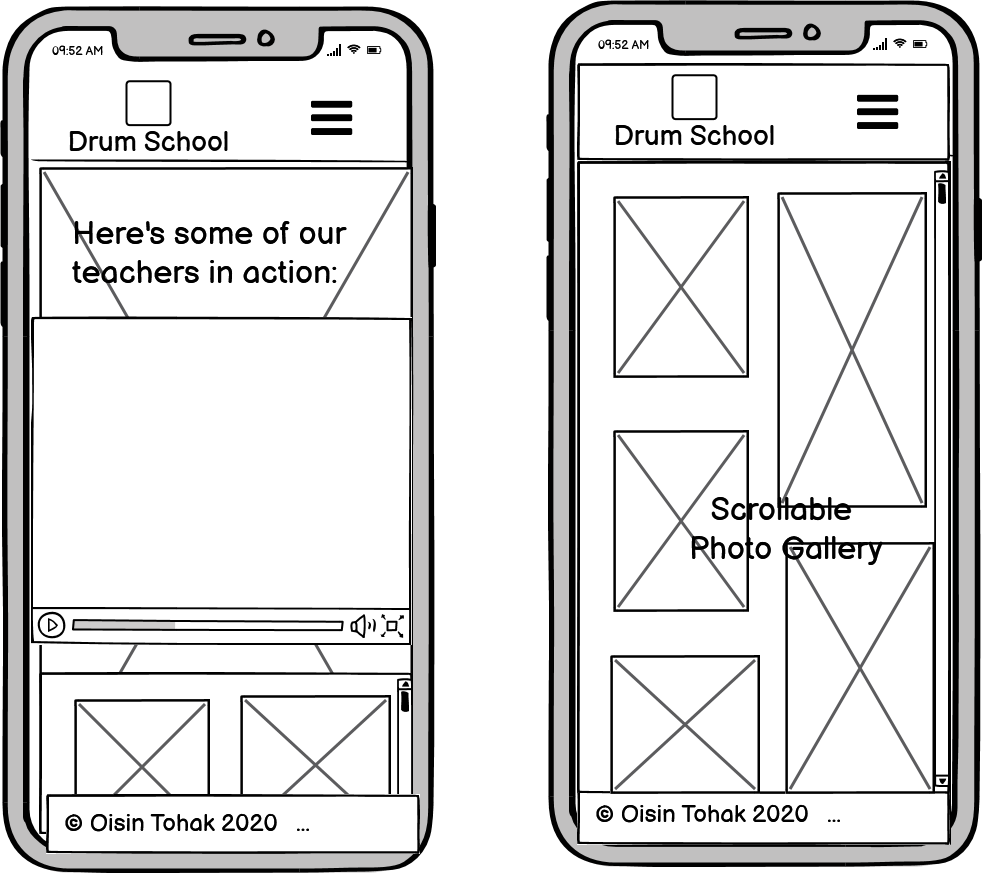 09:52 AM
Drum School
Here's some of our
teachers in action:
© Oisin Tohak 2020 ...
09:52 AM
Drum School
Scrollable
Photo Gallery
© Oisin Tohak 2020 ...